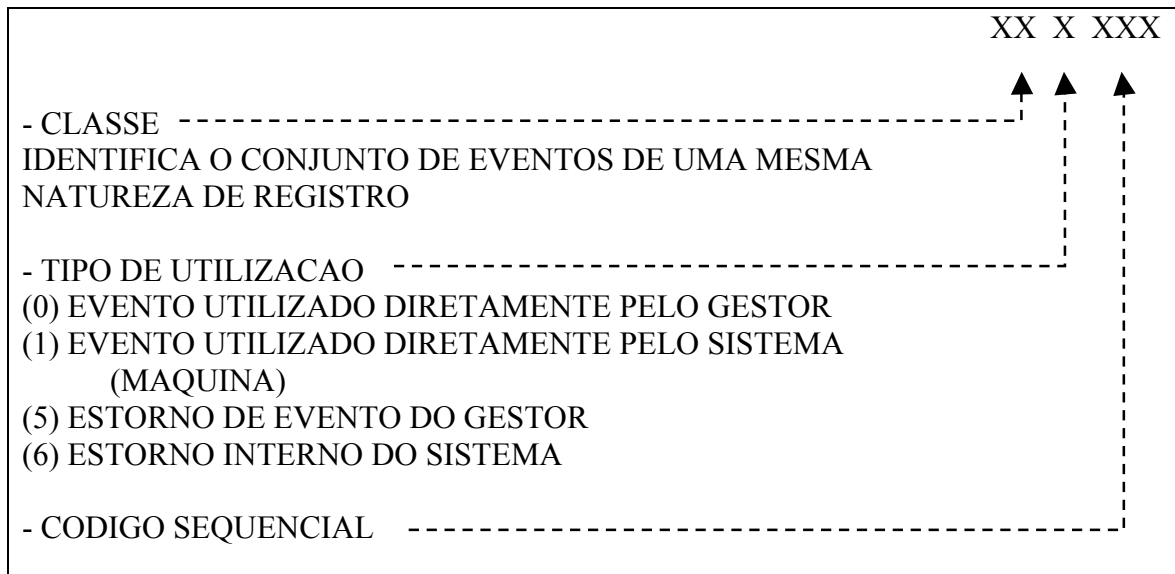 XX X XXX
- CLASSE
IDENTIFICA O CONJUNTO DE EVENTOS DE UMA MESMA
NATUREZA DE REGISTRO
- TIPO DE UTILIZACAO
(0) EVENTO UTILIZADO DIRETAMENTE PELO GESTOR
(1) EVENTO UTILIZADO DIRETAMENTE PELO SISTEMA
(MAQUINA)
(5) ESTORNO DE EVENTO DO GESTOR
(6) ESTORNO INTERNO DO SISTEMA
- CODIGO SEQUENCIAL